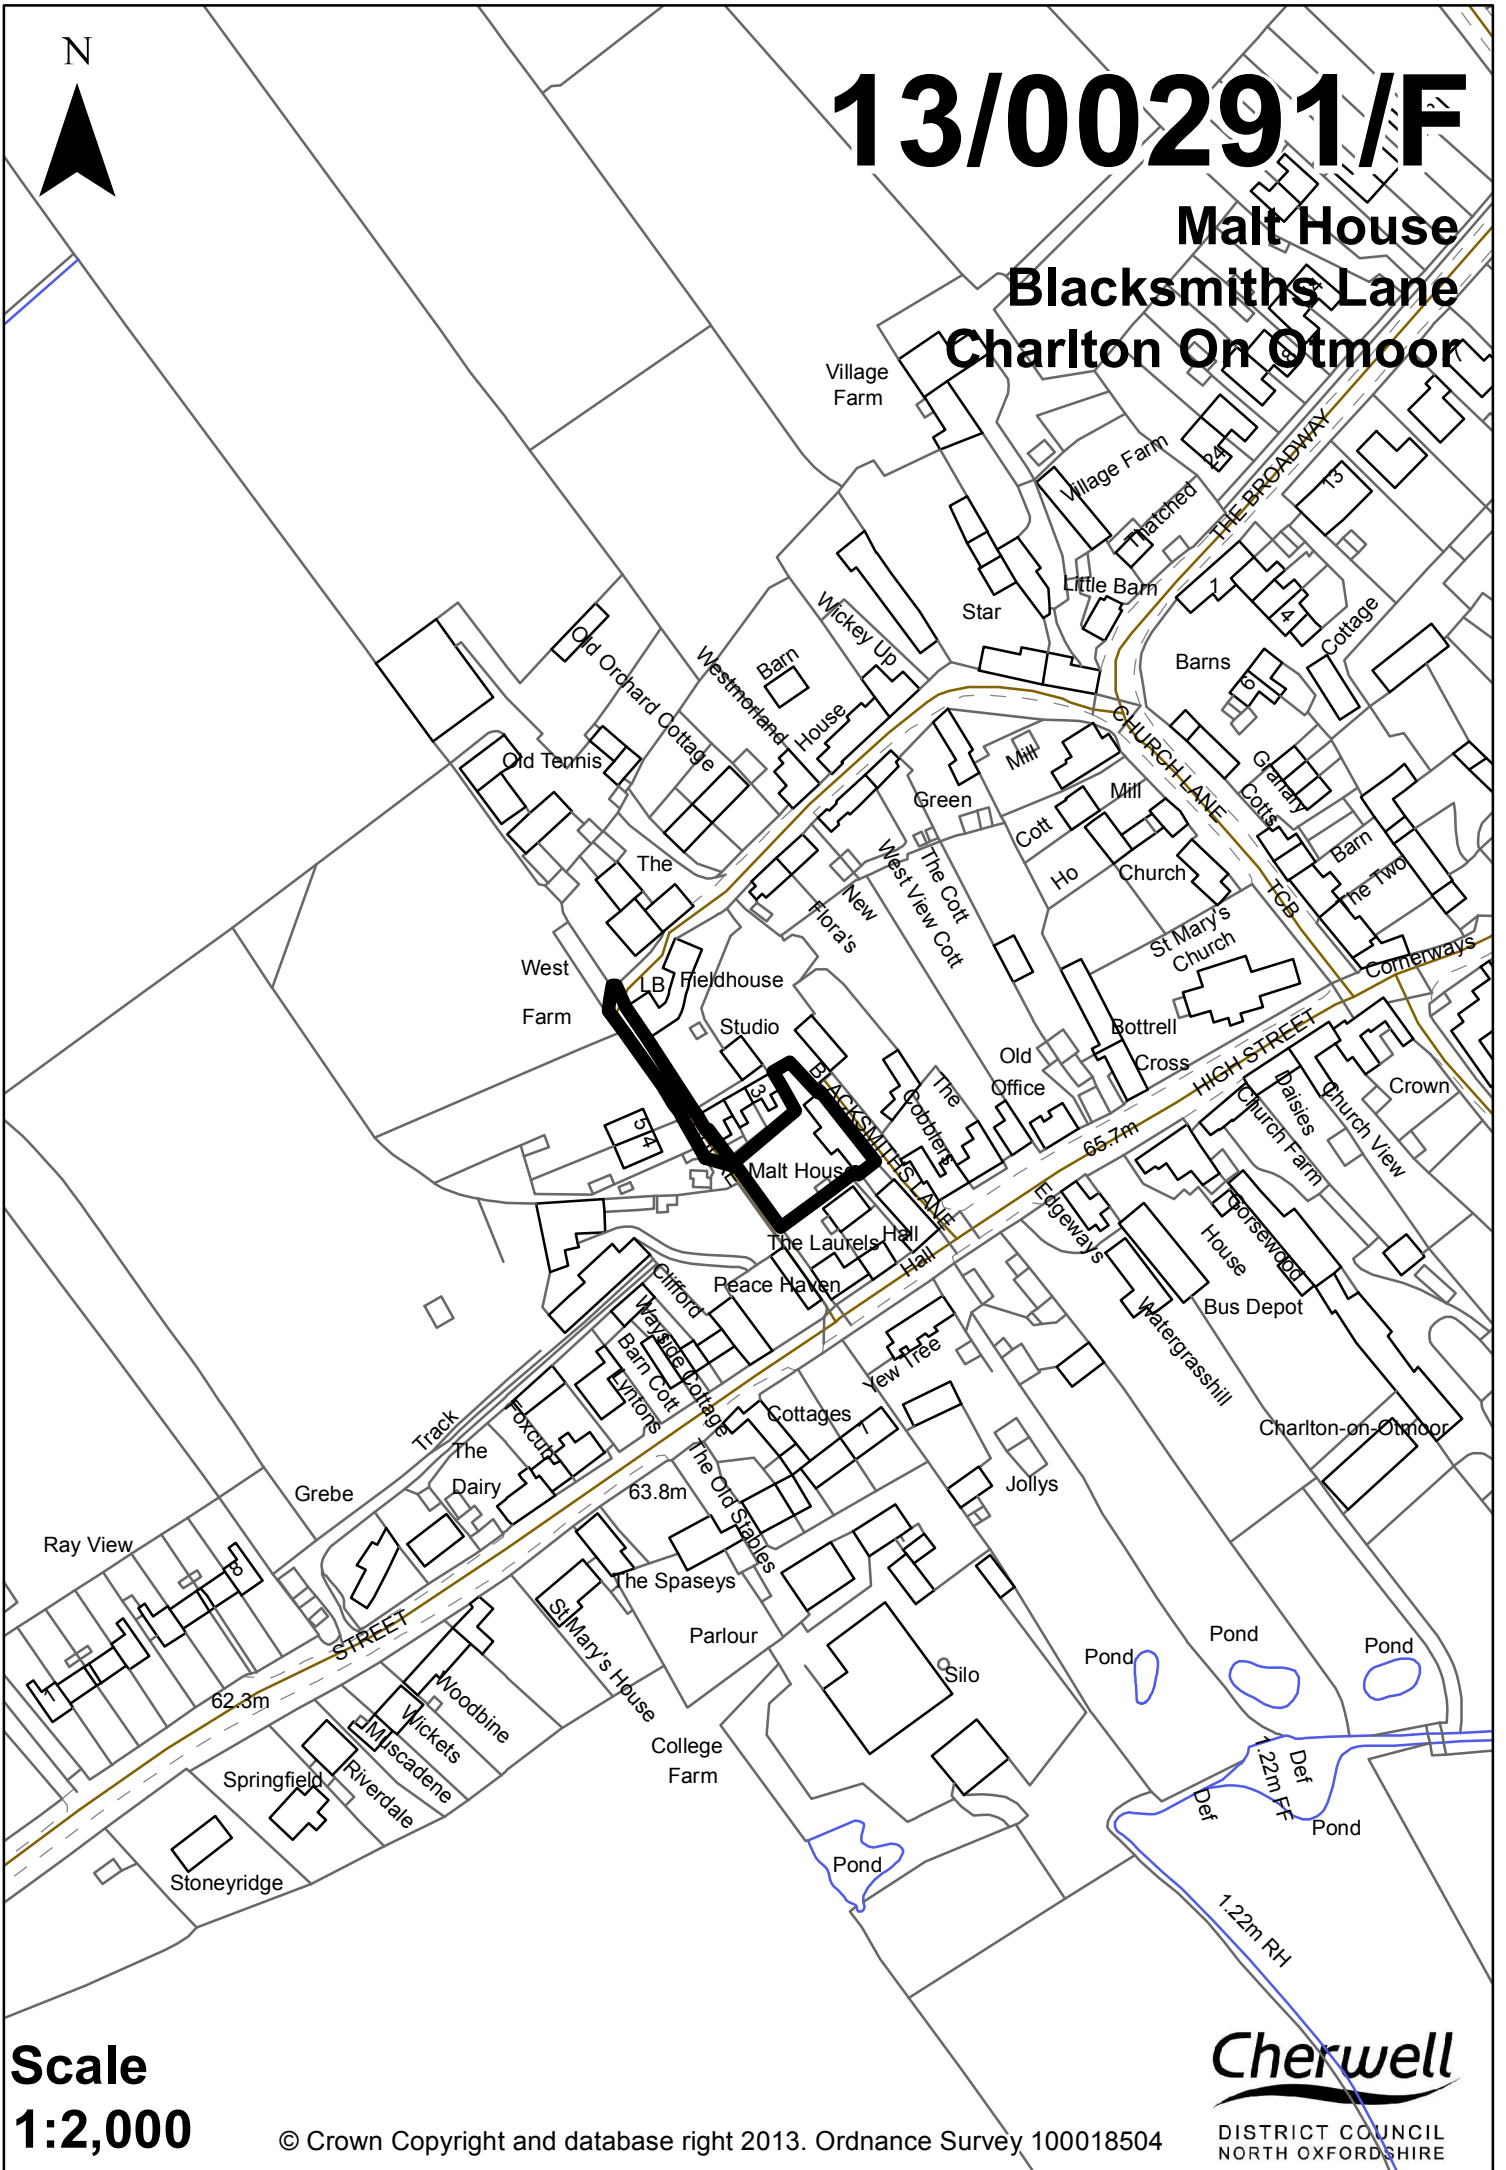 N
13/00291/F
Malt House
Blacksmiths Lane
Charlton On Otmoor
Village
Farm
Village Farm
Thatched
24
THE BROADWAY
13
Little Barn
Star
1
4
Cottage
Barns
6
Wickey Up
Barn
Westmorland
House
Old Orchard Cottage
Old Tennis
CHURCH LANE
Mill
Mill
Green
Granary
Cotts
Cott
Barn
Ho
Church
The
The Cott
West View Cott
New
Flora's
TCB
St Mary's
Church
Cornerways
West
Farm
LB
Fieldhouse
Studio
Bottrell
Cross
HIGH STREET
Old
Office
The
Cobblers
BLACKSMITHS LANE
3
5
4
Daisies
Church View
Crown
Church Farm
65.7m
Malt House
The Laurels
Hall
Hall
Edgeways
Gorsewood
House
Peace Haven
Clifford
Bus Depot
Watergrasshill
Wayside Cottage
Barn Cott
Lyntons
Yew Tree
Cottages
1
Foxcub
Track
The
Dairy
Charlton-on-Otmoor
Jollys
63.8m
The Old Stables
Grebe
Ray View
8
The Spaseys
St Mary's House
Parlour
STREET
Silo
Pond
Pond
Pond
1
62.3m
Woodbine
Wickets
Muscadene
Riverdale
Springfield
College
Farm
Def
1.22m FF
Def
Pond
Pond
Stoneyridge
1.22m RH
Scale
1:2,000
© Crown Copyright and database right 2013. Ordnance Survey 100018504
Cherwell
DISTRICT COUNCIL
NORTH OXFORDSHIRE